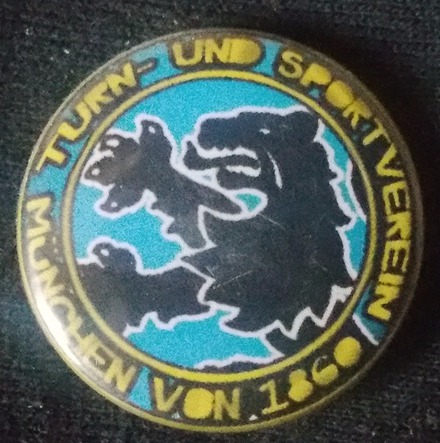 TURN- UND SPORTVEREIN
MÜNCHEN VON 1860